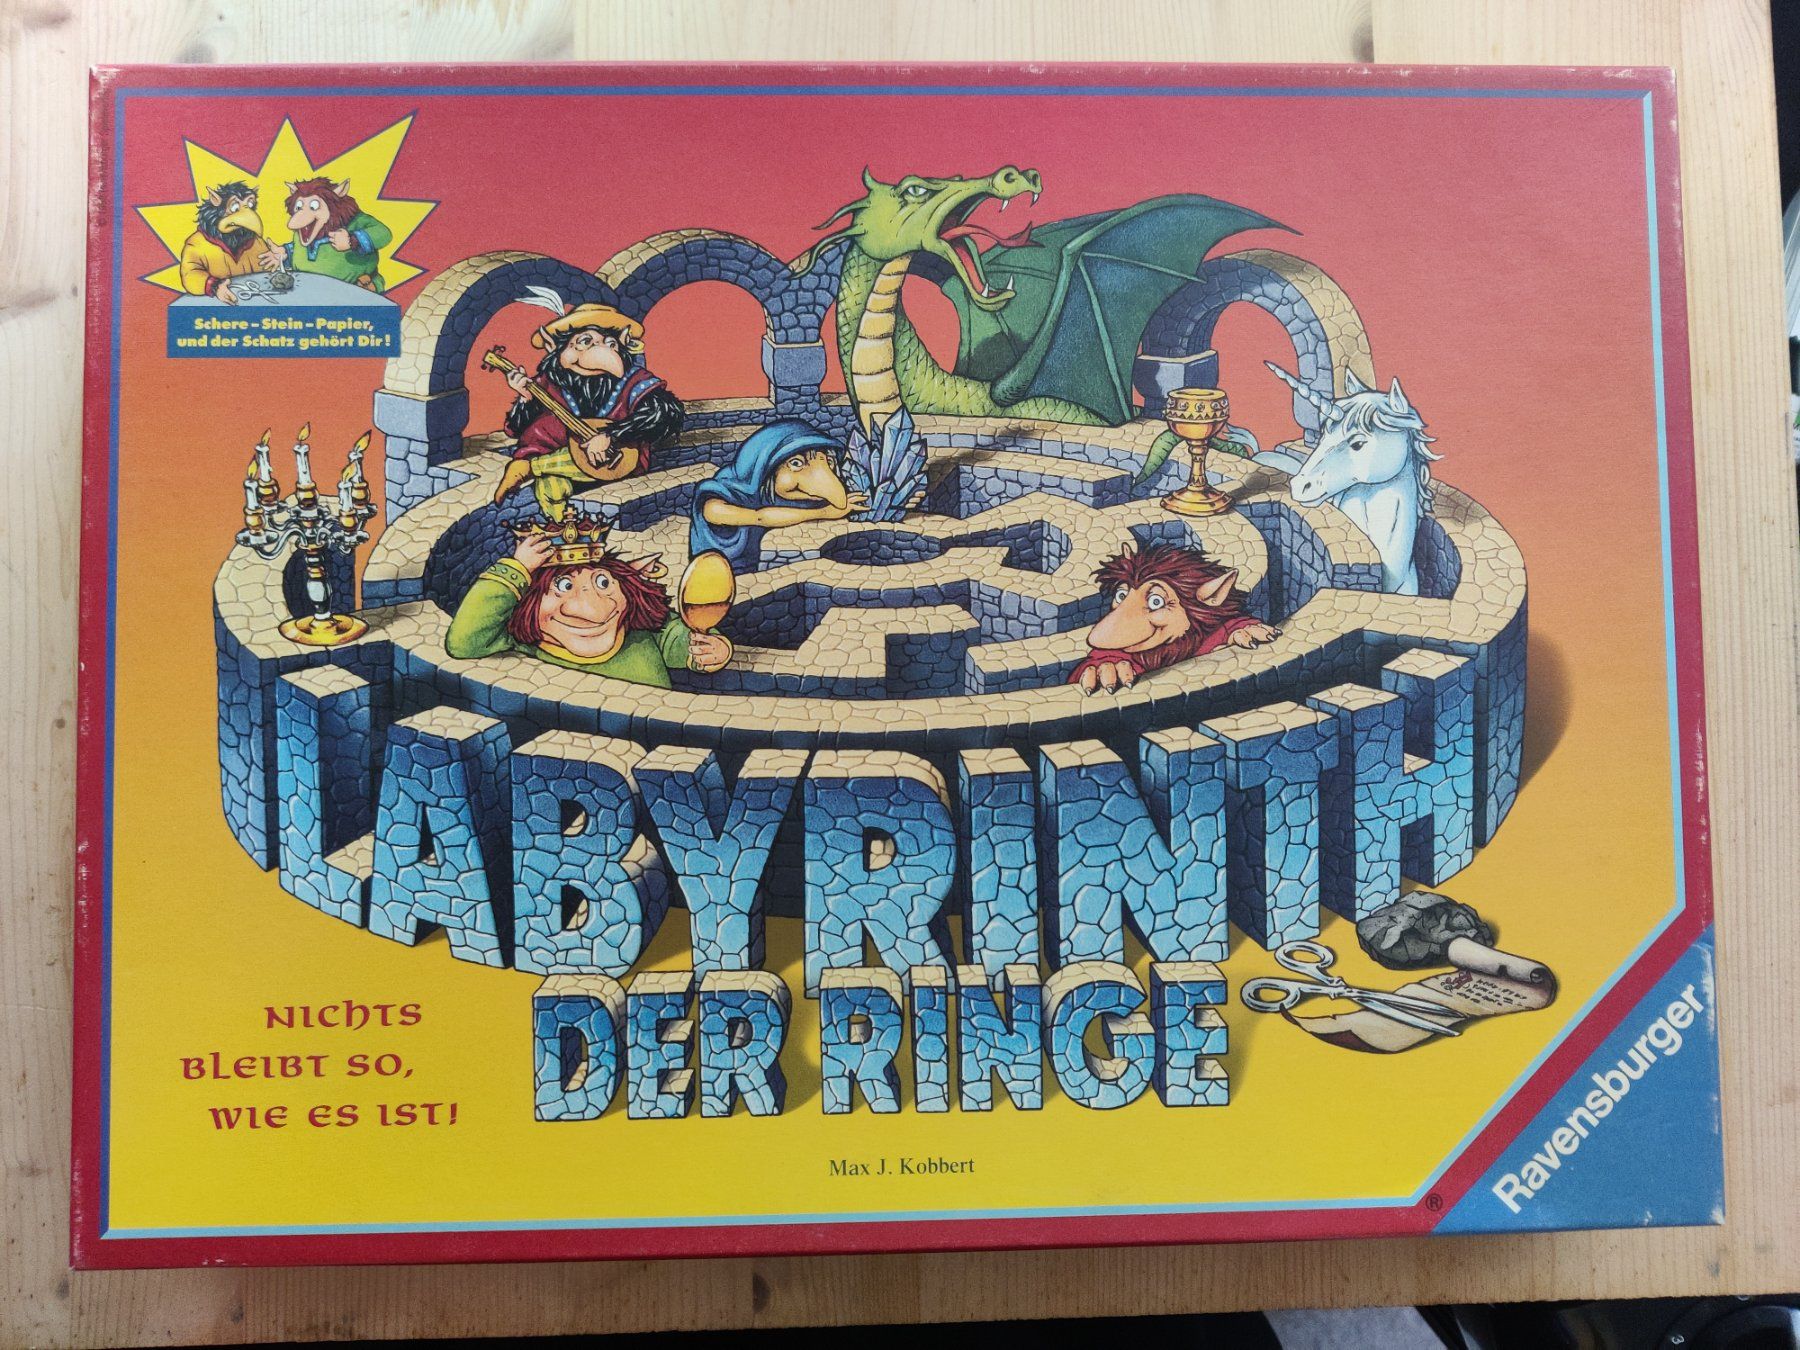 Schere-Stein-Papier,
und der Schatz gehört Dir!
LABYRINTH
DER RINGE
NICHTS
BLEIBT SO,
WIE ES IST!
Max J. Kobbert
Ravensburger
®